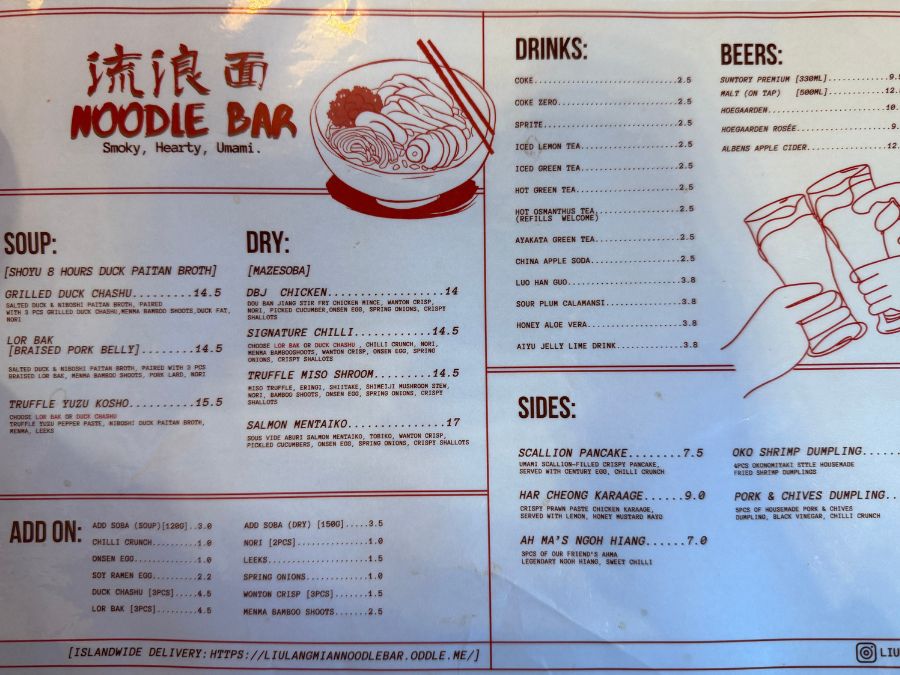 流浪面
NOODLE BAR
Smoky, Hearty, Umami.
SOUP:
[SHOYU 8 HOURS DUCK PAITAN BROTH]
GRILLED DUCK CHASHU.........14.5
SALTED DUCK & NIBOSHI PAITAN BROTH, PAIRED
WITH 3 PCS GRILLED DUCK CHASHU,MENMA BAMBOO SHOOTS,DUCK FAT,
NORI
LOR BAK
[BRAISED PORK BELLY].......14.5
SALTED DUCK & NIBOSHI PAITAN BROTH, PAIRED WITH 3 PCS
BRAISED LOR BAK, MENMA BAMBOO SHOOTS, PORK LARD, NORI
TRUFFLE YUZU KOSHO..........15.5
CHOOSE LOR BAK OR DUCK CHASHU
TRUFFLE YUZU PEPPER PASTE, NIBOSHI DUCK PAITAN BROTH,
MENMA, LEEKS
DRY:
[MAZESOBA]
DBJ CHICKEN.................14
DOU BAN JIANG STIR FRY CHICKEN MINCE, WANTON CRISP,
NORI, PICKLED CUCUMBER,ONSEN EGG, SPRING ONIONS, CRISPY
SHALLOTS
SIGNATURE CHILLI...........14.5
CHOOSE LOR BAK OR DUCK CHASHU , CHILLI CRUNCH, NORI,
MENMA BAMBOOSHOOTS, WANTON CRISP, ONSEN EGG, SPRING
ONIONS, CRISPY SHALLOTS
TRUFFLE MISO SHROOM........14.5
MISO TRUFFLE, ERINGI, SHIITAKE, SHIMEIJI MUSHROOM STEW,
NORI, BAMBOO SHOOTS, ONSEN EGG, SPRING ONIONS, CRISPY
SHALLOTS
SALMON MENTAIKO..............17
SOUS VIDE ABURI SALMON MENTAIKO, TOBIKO, WANTON CRISP,
PICKLED CUCUMBERS, ONSEN EGG, SPRING ONIONS, CRISPY SHALLOTS
ADD ON:
ADD SOBA (SOUP)[120G]..3.0
CHILLI CRUNCH..........1.0
ONSEN EGG..............1.0
SOY RAMEN EGG..........2.2
DUCK CHASHU [3PCS].....4.5
LOR BAK [3PCS].........4.5
ADD SOBA (DRY) [150G].....3.5
NORI [2PCS]...............1.0
LEEKS.....................1.5
SPRING ONIONS.............1.0
WONTON CRISP [3PCS].......1.5
MENMA BAMBOO SHOOTS.......2.5
[ISLANDWIDE DELIVERY:HTTPS://LIULANGMIANNOODLEBAR.ODDLE.ME/]
DRINKS:
COKE..............................2.5
COKE ZERO.........................2.5
SPRITE............................2.5
ICED LEMON TEA....................2.5
ICED GREEN TEA....................2.5
HOT GREEN TEA.....................2.5
HOT OSMANTHUS TEA.................2.5
(REFILLS WELCOME)
AYAKATA GREEN TEA.................2.5
CHINA APPLE SODA..................2.5
LUO HAN GUO.......................3.8
SOUR PLUM CALAMANSI...............3.8
HONEY ALOE VERA...................3.8
AIYU JELLY LIME DRINK.............3.8
BEERS:
SUNTORY PREMIUM [330ML]............9.
MALT (ON TAP) [500ML].............12.
HOEGAARDEN........................10.
HOEGAARDEN ROSÉE...................9.
ALBENS APPLE CIDER................12.
SIDES:
SCALLION PANCAKE........7.5
UMAMI SCALLION-FILLED CRISPY PANCAKE,
SERVED WITH CENTURY EGG, CHILLI CRUNCH
HAR CHEONG KARAAGE......9.0
CRISPY PRAWN PASTE CHICKEN KARAAGE,
SERVED WITH LEMON, HONEY MUSTARD MAYO
AH MA'S NGOH HIANG......7.0
3PCS OF OUR FRIEND'S AHMA
LEGENDARY NGOH HIANG, SWEET CHILLI
OKO SHRIMP DUMPLING......
4PCS OKONOMIYAKI STYLE HOUSEMADE
FRIED SHRIMP DUMPLINGS
PORK & CHIVES DUMPLING..
5PCS OF HOUSEMADE PORK & CHIVES
DUMPLING, BLACK VINEGAR, CHILLI CRUNCH
LIU